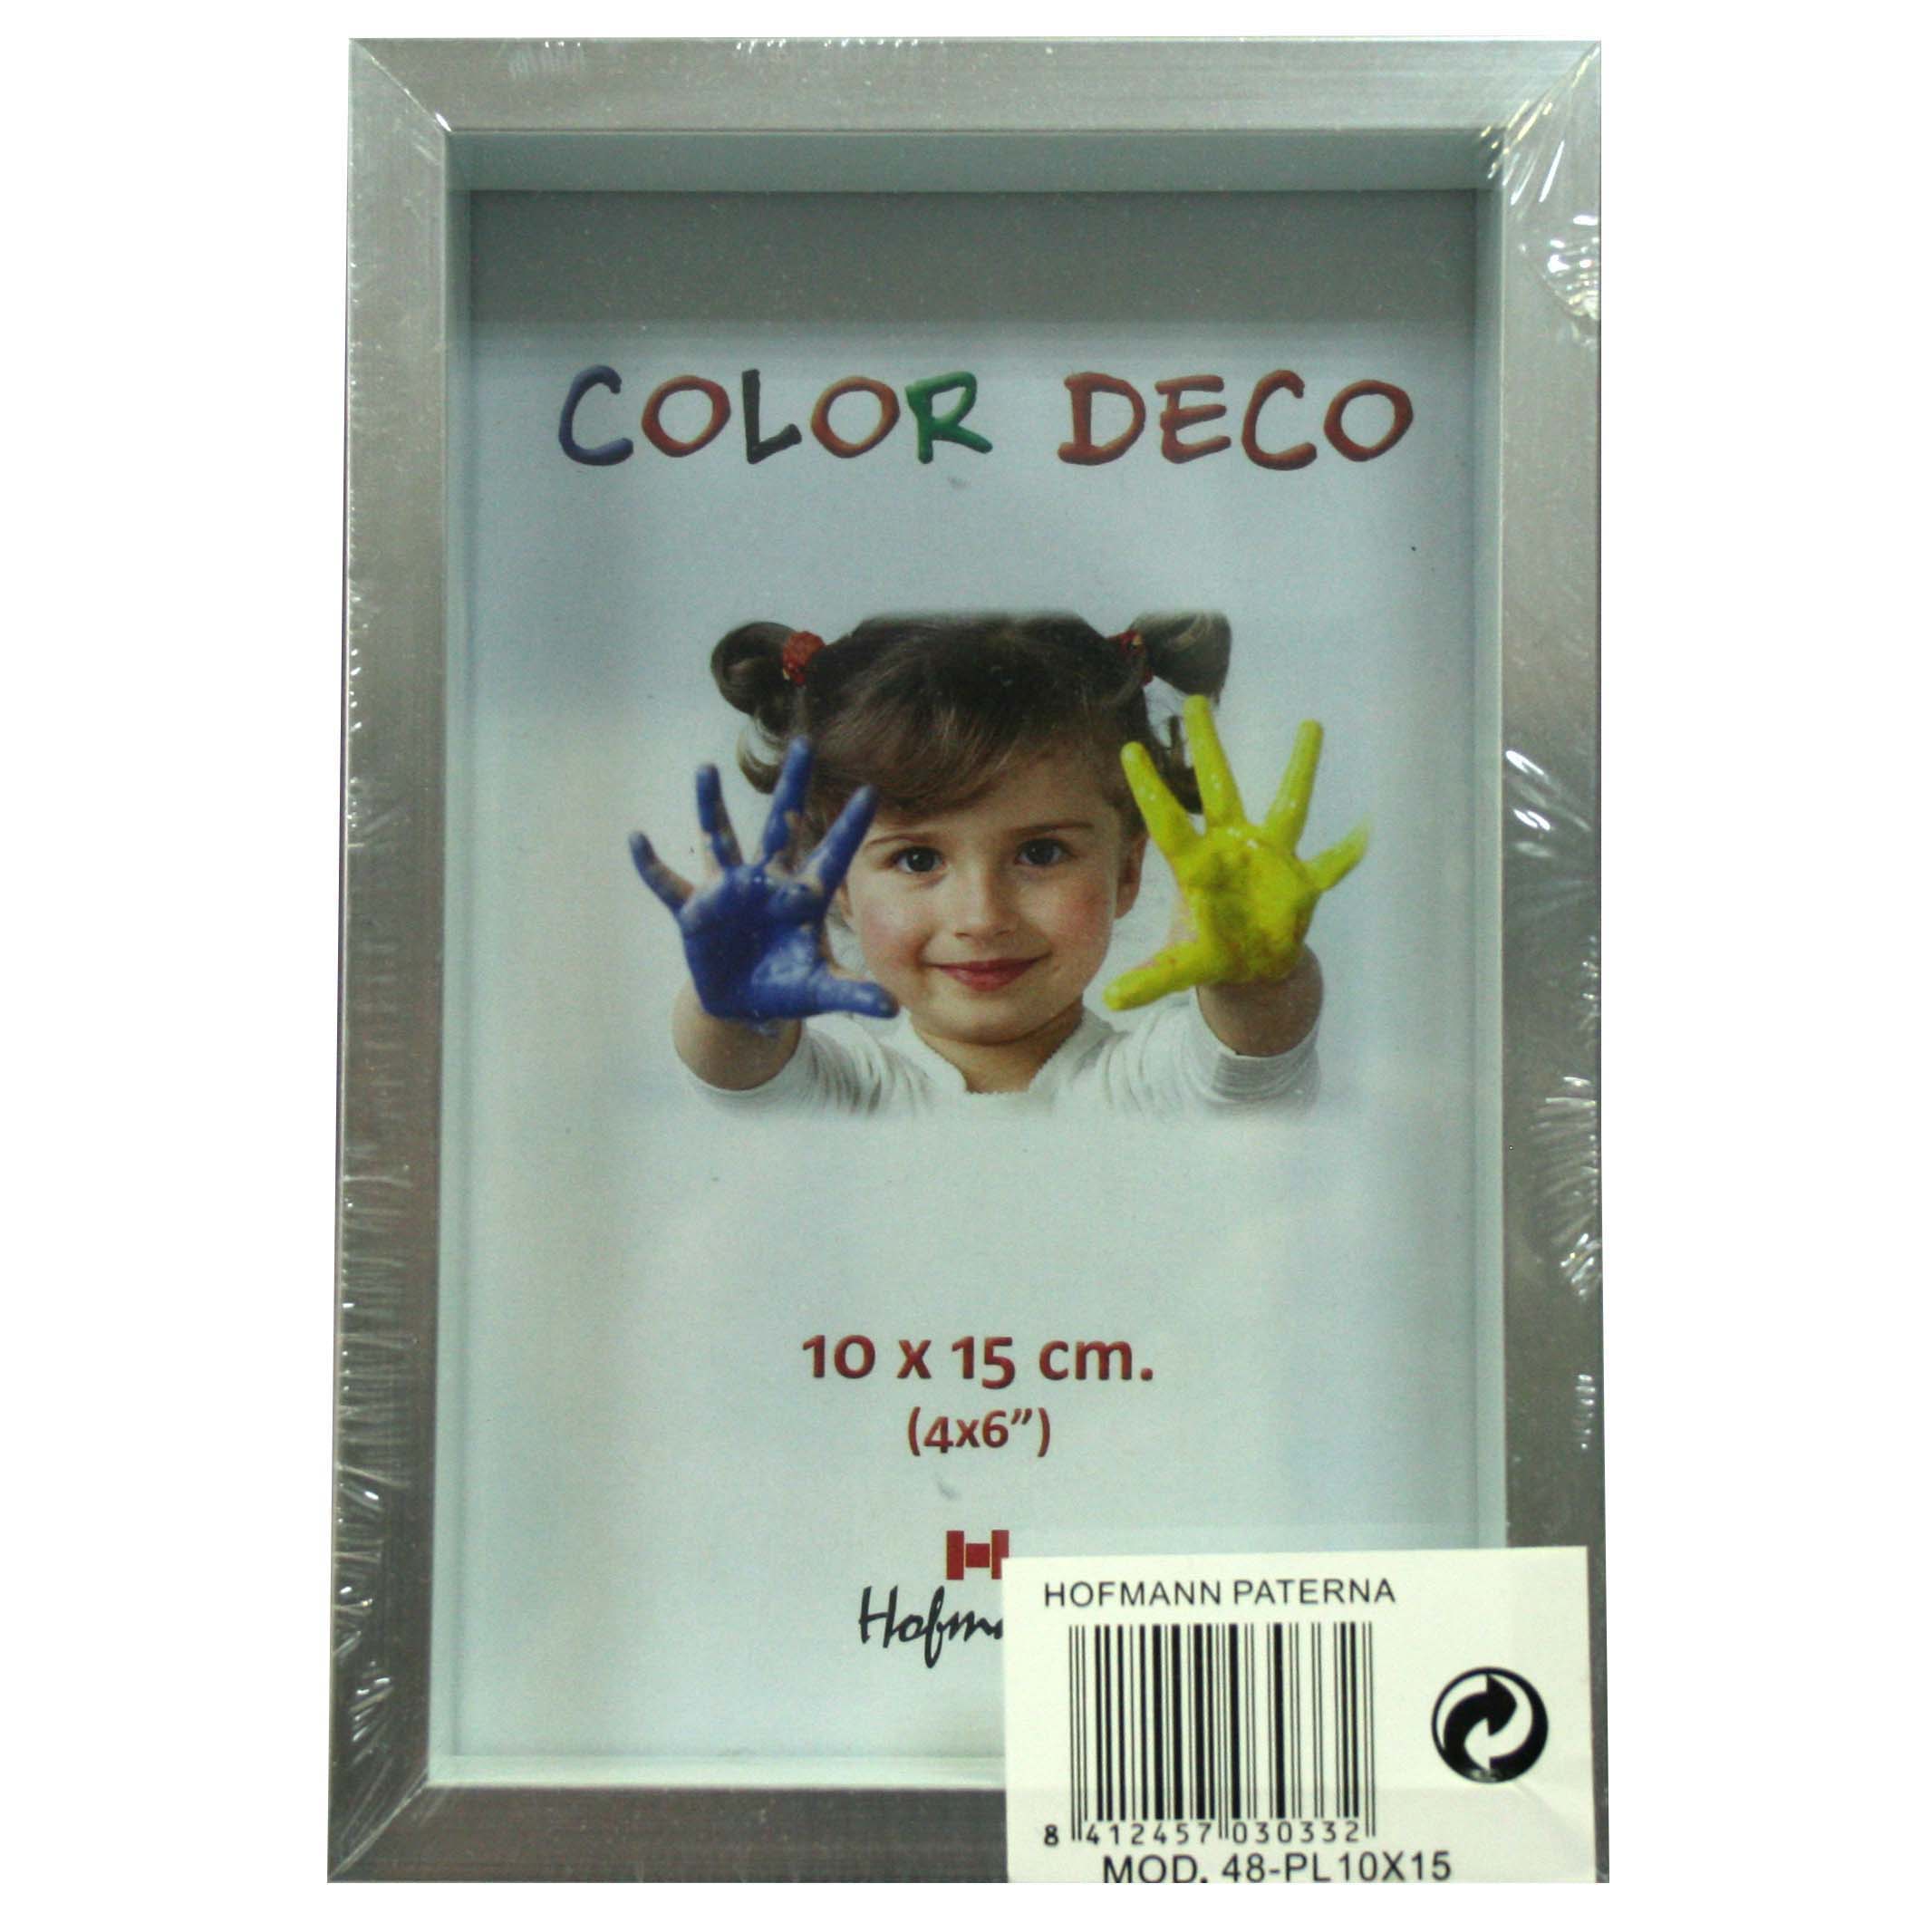 COLOR DECO
10 x 15 cm.
(4x6")
HOFMANN PATERNA
8 412457 030332
MOD. 48-PL10X15